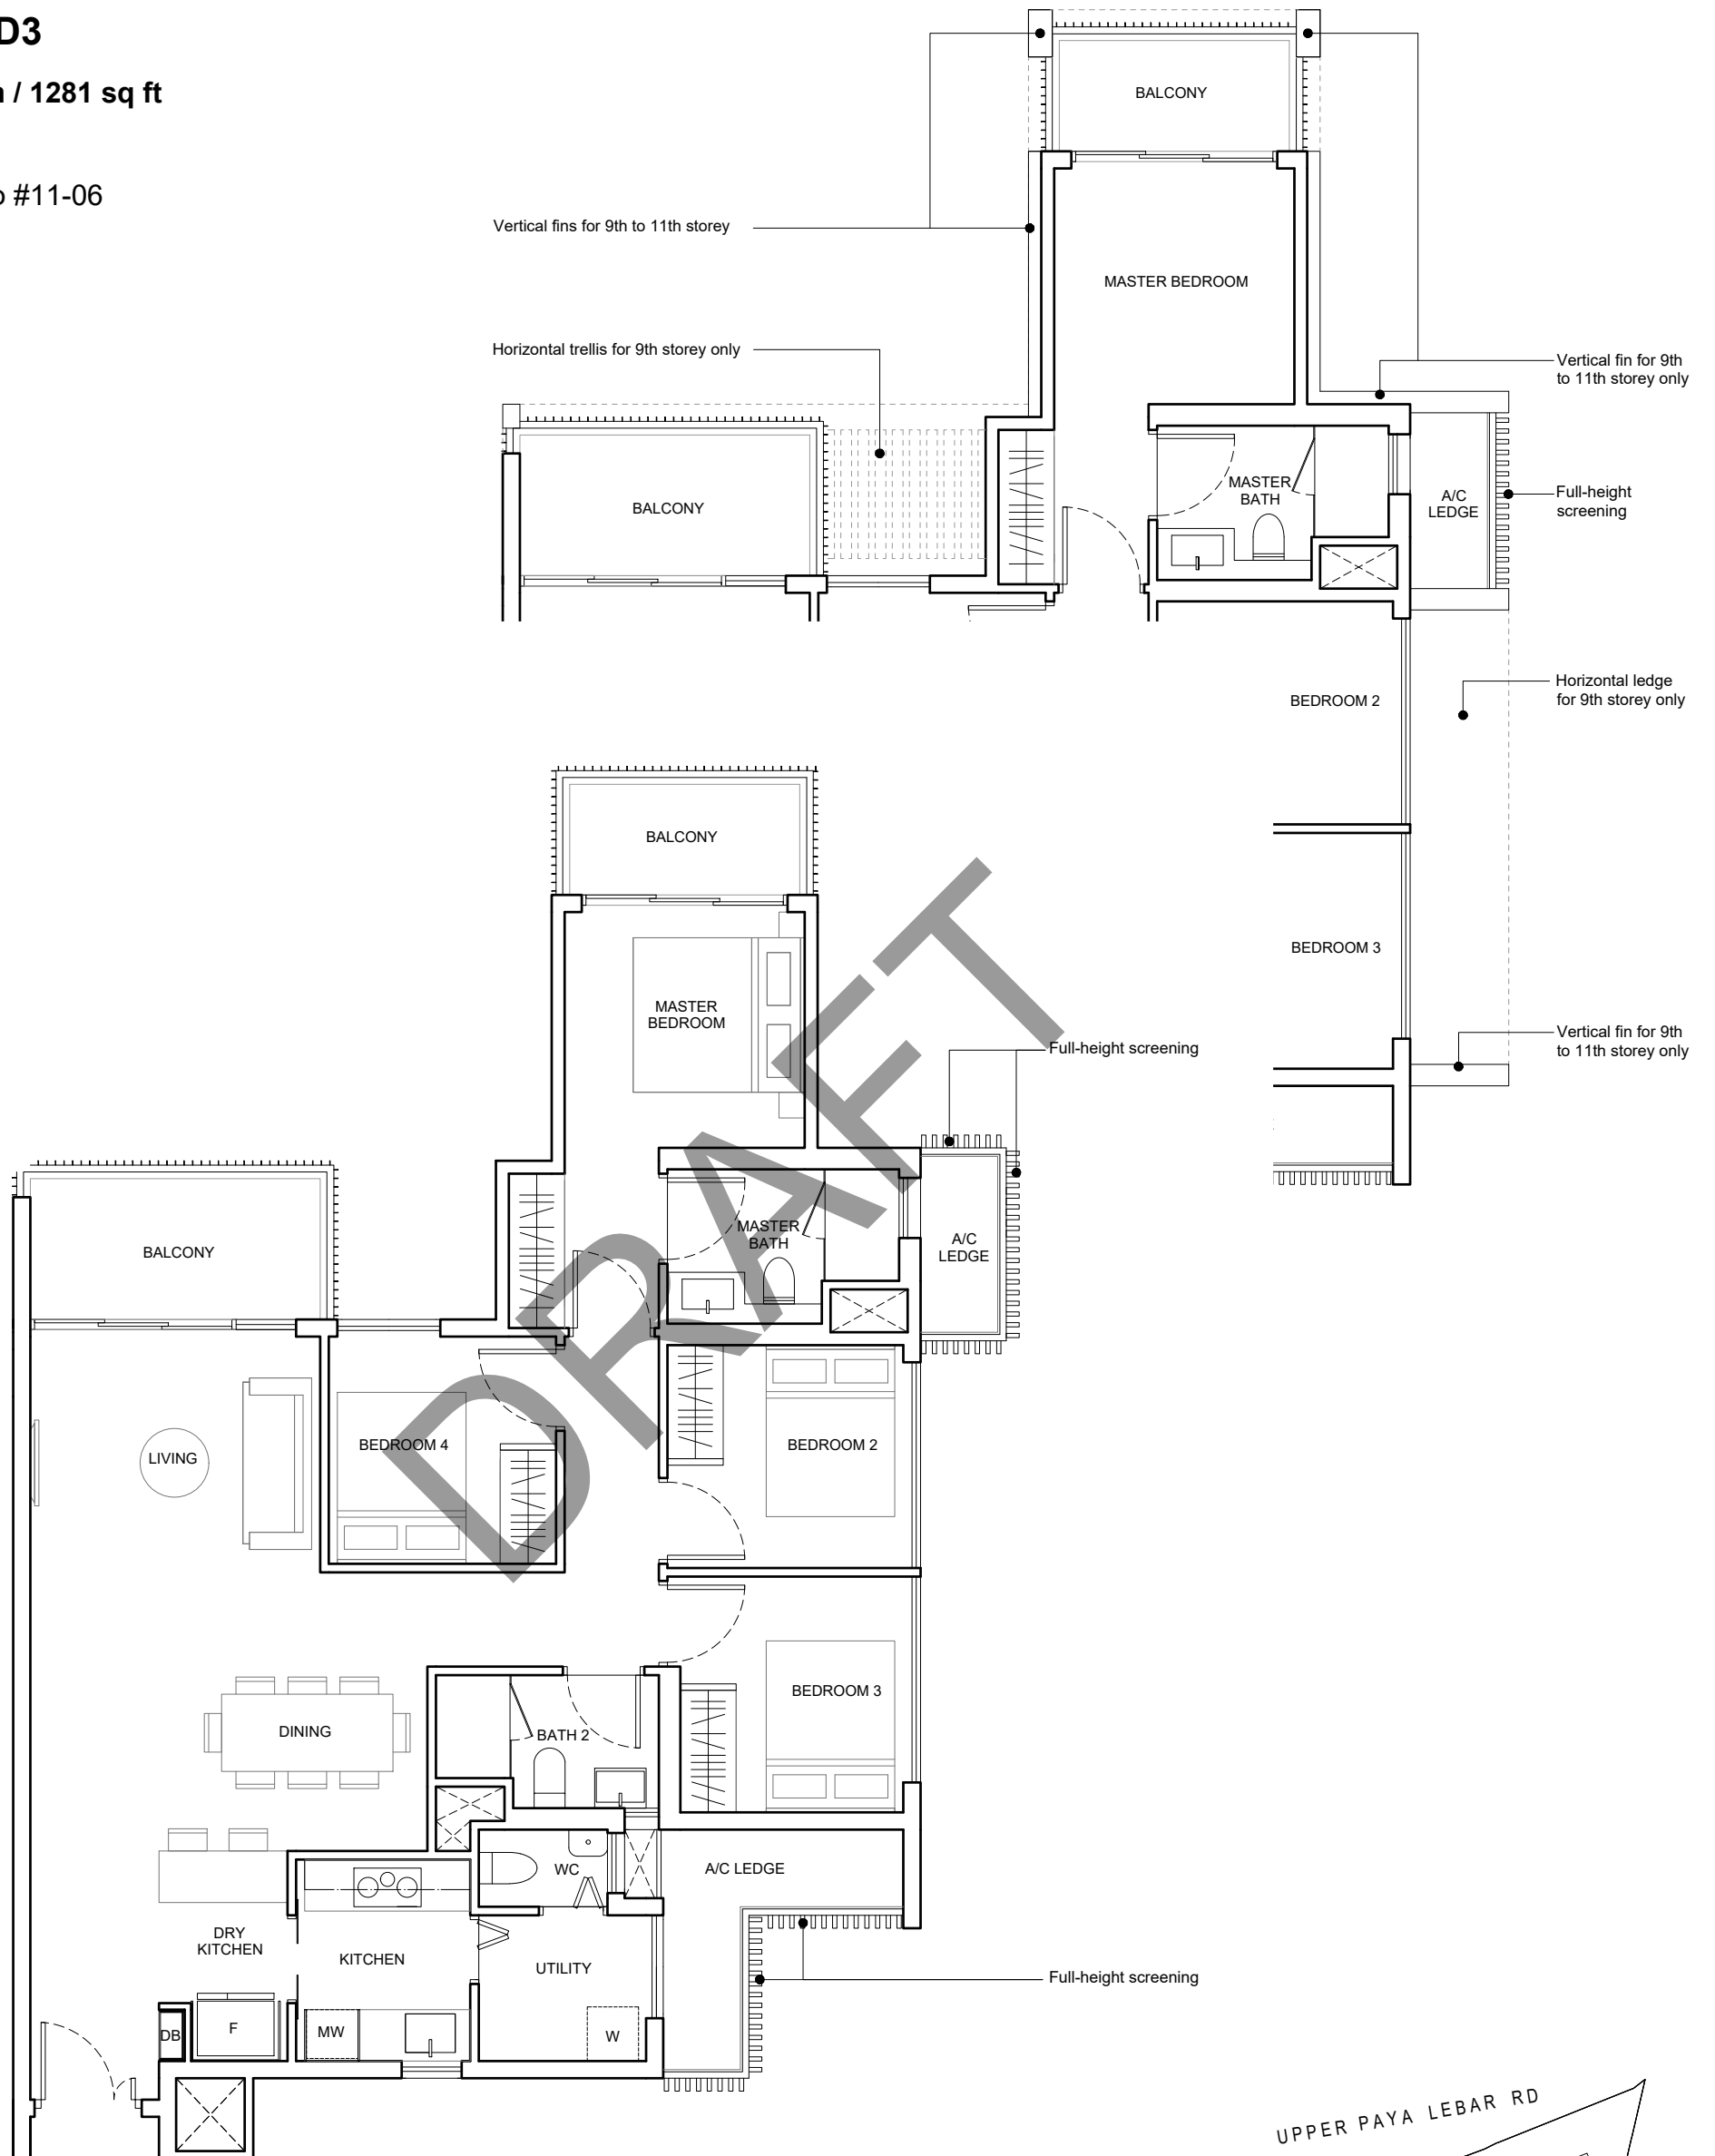 D3
/ 1281 sq ft
#11-06
BALCONY
Vertical fins for 9th to 11th storey
MASTER BEDROOM
Horizontal trellis for 9th storey only
Vertical fin for 9th
to 11th storey only
MASTER
BATH
A/C
LEDGE
Full-height
screening
BALCONY
BEDROOM 2
Horizontal ledge
for 9th storey only
BEDROOM 3
Vertical fin for 9th
to 11th storey only
BALCONY
MASTER
BEDROOM
Full-height screening
MASTER
BATH
A/C
LEDGE
BALCONY
DRAFT
LIVING
BEDROOM 4
BEDROOM 2
BEDROOM 3
DINING
BATH 2
WC
A/C LEDGE
DRY
KITCHEN
KITCHEN
UTILITY
Full-height screening
DB
F
MW
W
UPPER PAYA LEBAR RD